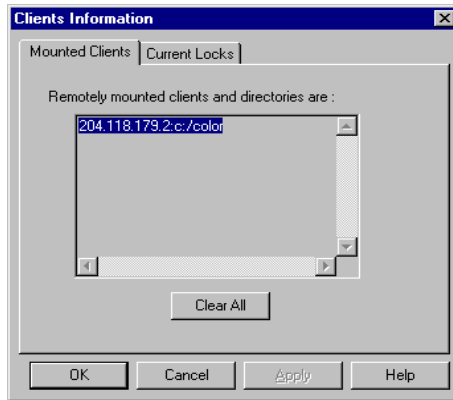 Clients Information
Mounted Clients Current Locks
Remotely mounted clients and directories are :
204.118.179.2:c:/color
Clear All
OK Cancel Apply Help